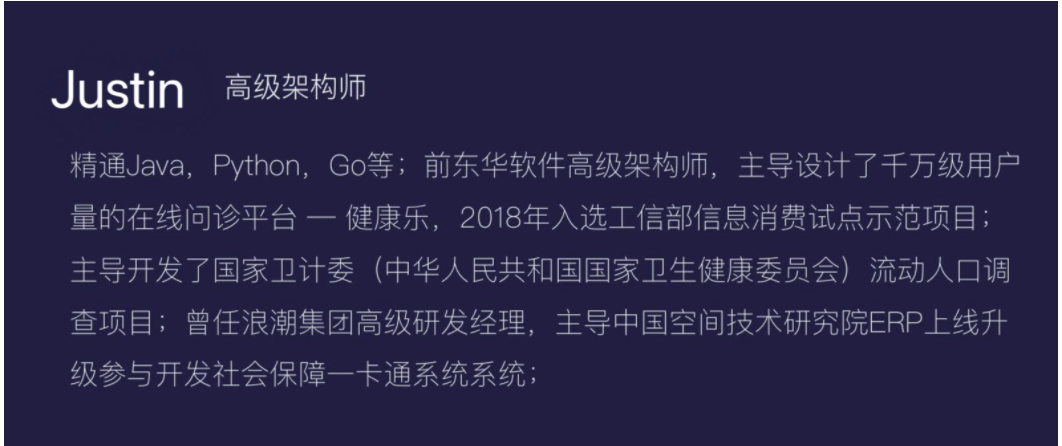 Justin 高级架构师
精通Java，Python，Go等；前东华软件高级架构师，主导设计了千万级用户
量的在线问诊平台 — 健康乐，2018年入选工信部信息消费试点示范项目；
主导开发了国家卫计委（中华人民共和国国家卫生健康委员会）流动人口调
查项目；曾任浪潮集团高级研发经理，主导中国空间技术研究院ERP上线升
级参与开发社会保障一卡通系统系统；